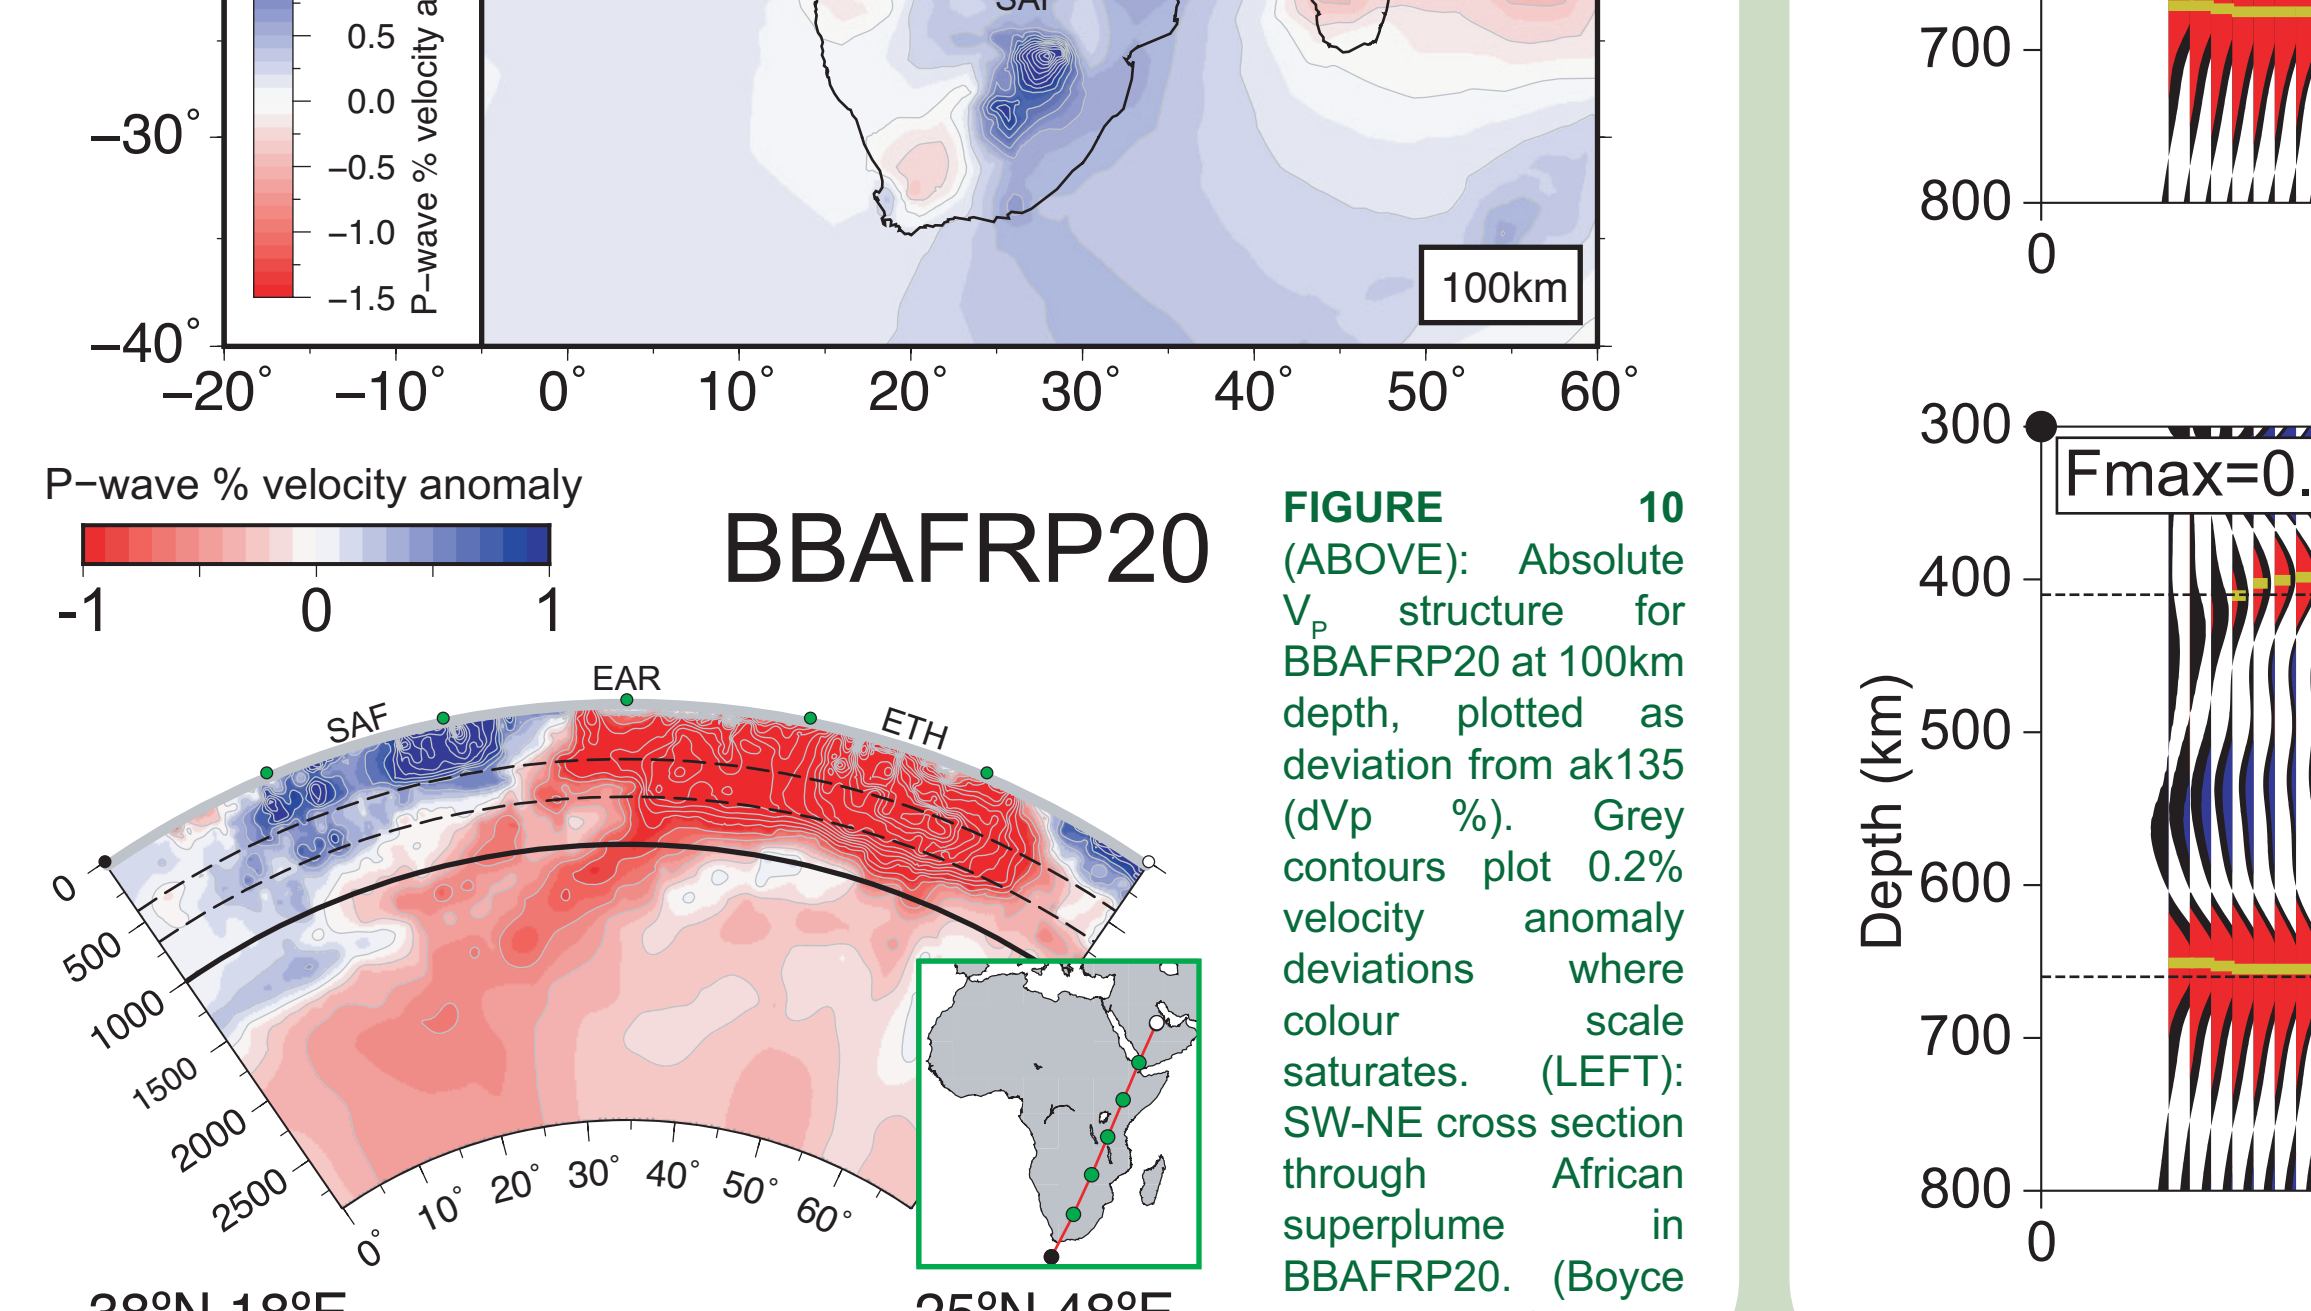 SAF
0.5
0.0
−0.5
−1.0
−1.5
P−wave % velocity a
−30°
−40°
100km
−20° −10° 0° 10° 20° 30° 40° 50° 60°
P−wave % velocity anomaly
-1 0 1
BBAFRP20
SAF
EAR
ETH
0
500
1000
1500
2000
2500
0° 10° 20° 30° 40° 50° 60°
25ºN 48ºE
FIGURE 10
(ABOVE): Absolute
VP structure for
BBAFRP20 at 100km
depth, plotted as
deviation from ak135
(dVp %). Grey
contours plot 0.2%
velocity anomaly
deviations where
colour scale
saturates. (LEFT):
SW-NE cross section
through African
superplume in
BBAFRP20. (Boyce
700
800
0
300
Fmax=0.
400
500
600
700
800
Depth (km)
0